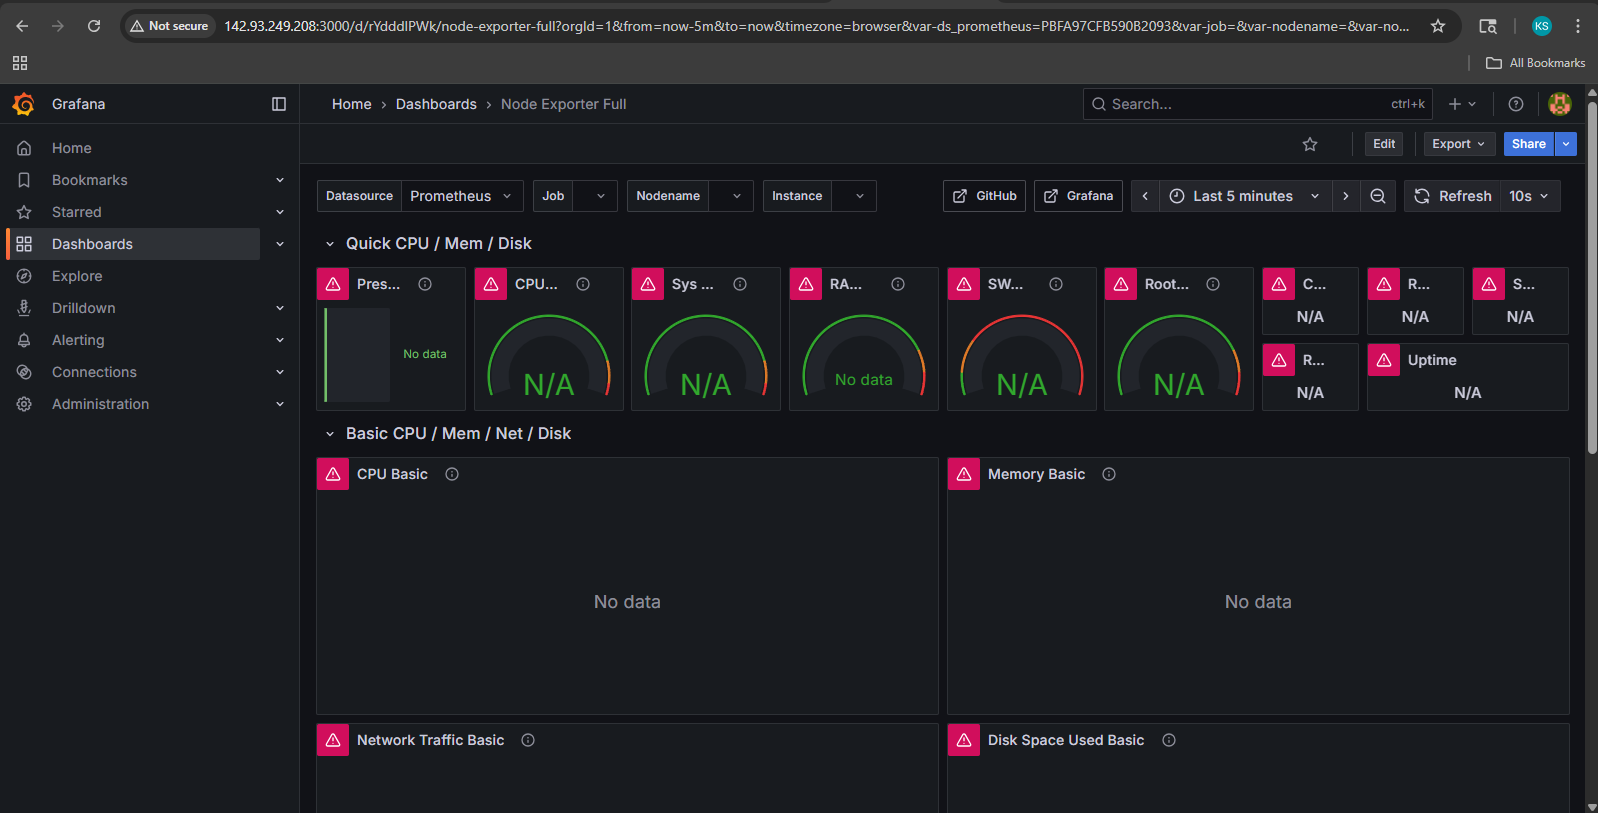 Not secure 142.93.249.208:3000/d/rYdddlPWk/node-exporter-full?orgId=1&from=now-5m&to=now&timezone=browser&var-ds_prometheus=PBFA97CFB590B2093&var-job=&var-nodename=&var-no... KS
All Bookmarks
Grafana
Home › Dashboards › Node Exporter Full
Search... ctrl+k
Home
Bookmarks
Starred
Dashboards
Explore
Drilldown
Alerting
Connections
Administration
Edit Export Share
Datasource Prometheus Job Nodename Instance GitHub Grafana Last 5 minutes Refresh 10s
Quick CPU / Mem / Disk
Pres... CPU... Sys ... RA... SW... Root... C... R... S...
N/A N/A N/A
No data N/A N/A No data N/A N/A
R... Uptime
N/A N/A
Basic CPU / Mem / Net / Disk
CPU Basic Memory Basic
No data No data
Network Traffic Basic Disk Space Used Basic